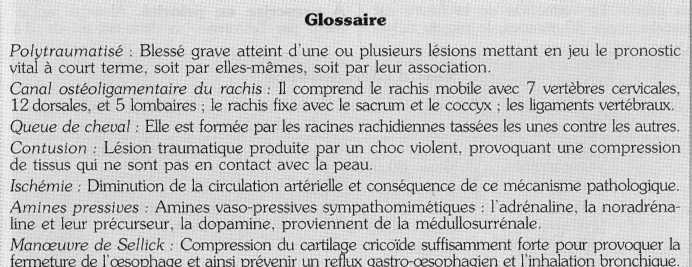 Glossaire
Polytraumatisé : Blessé grave atteint d'une ou plusieurs lésions mettant en jeu le pronostic
vital à court terme, soit par elles-mêmes, soit par leur association.
Canal ostéoligamentaire du rachis : Il comprend le rachis mobile avec 7 vertèbres cervicales,
12 dorsales, et 5 lombaires ; le rachis fixe avec le sacrum et le coccyx ; les ligaments vertébraux.
Queue de cheval : Elle est formée par les racines rachidiennes tassées les unes contre les autres.
Contusion : Lésion traumatique produite par un choc violent, provoquant une compression
de tissus qui ne sont pas en contact avec la peau.
Ischémie : Diminution de la circulation artérielle et conséquence de ce mécanisme pathologique.
Amines pressives : Amines vaso-pressives sympathomimétiques : l'adrénaline, la noradréna-
line et leur précurseur, la dopamine, proviennent de la médullosurrénale.
Manœuvre de Sellick : Compression du cartilage cricoïde suffisamment forte pour provoquer la
fermeture de l'œsophage et ainsi prévenir un reflux gastro-œsophagien et l'inhalation bronchique.